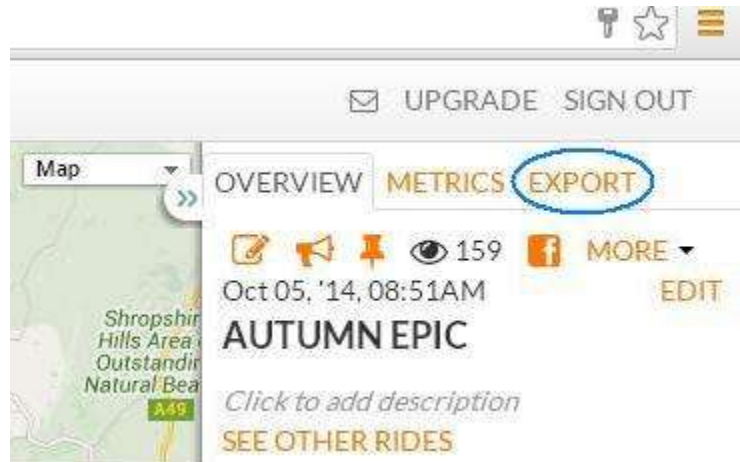 UPGRADE SIGN OUT
Map
OVERVIEW METRICS EXPORT
159 MORE
Oct 05, '14, 08:51AM EDIT
AUTUMN EPIC
Click to add description
SEE OTHER RIDES
Shropshir
Hills Area
Outstandin
Natural Bea
A49